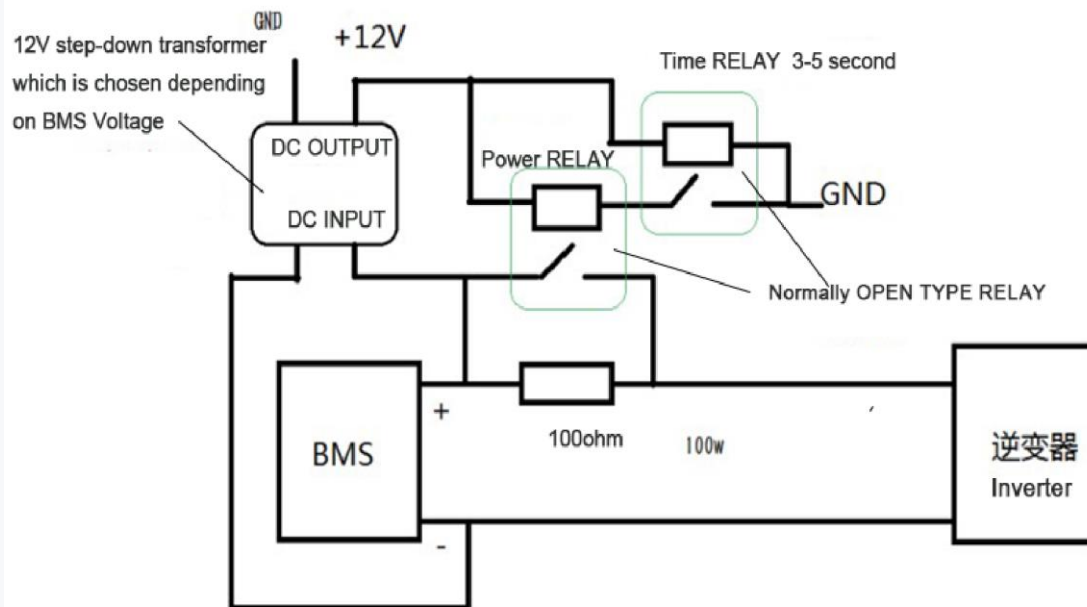 GND
+12V
12V step-down transformer
which is chosen depending
on BMS Voltage
Time RELAY 3-5 second
DC OUTPUT
Power RELAY
GND
DC INPUT
Normally OPEN TYPE RELAY
+
100ohm
100w
BMS
逆变器
Inverter
-